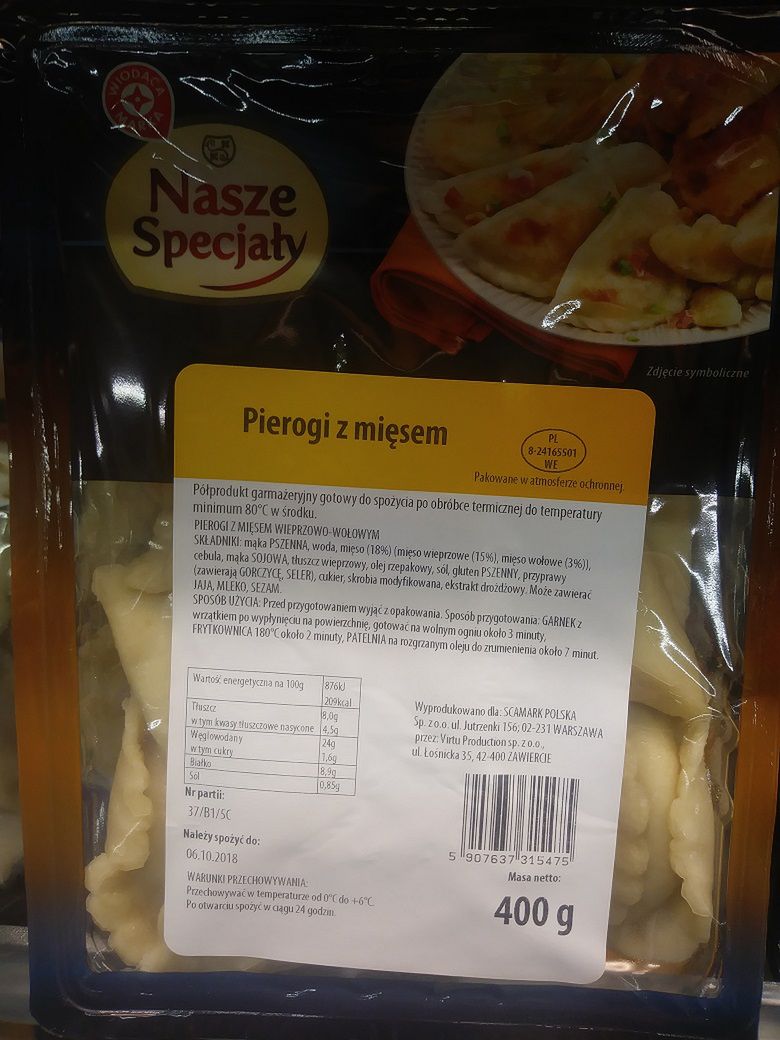 WIODĄCA
MARKA
Nasze
Specjały
Zdjęcie symboliczne
Pierogi z mięsem
PL
8-24165501
WE
Pakowane w atmosferze ochronnej.
Półprodukt garmażeryjny gotowy do spożycia po obróbce termicznej do temperatury
minimum 80°C w środku.
PIEROGI Z MIĘSEM WIEPRZOWO-WOŁOWYM
SKŁADNIKI: mąka PSZENNA, woda, mięso (18%) (mięso wieprzowe (15%), mięso wołowe (3%)),
cebula, mąka SOJOWA, tłuszcz wieprzowy, olej rzepakowy, sól, gluten PSZENNY, przyprawy
(zawierają GORCZYCĘ, SELER), cukier, skrobia modyfikowana, ekstrakt drożdżowy. Może zawierać
JAJA, MLEKO, SEZAM.
SPOSÓB UŻYCIA: Przed przygotowaniem wyjąć z opakowania. Sposób przygotowania: GARNEK z
wrzątkiem po wypłynięciu na powierzchnię, gotować na wolnym ogniu około 3 minuty,
FRYTKOWNICA 180°C około 2 minuty, PATELNIA na rozgrzanym oleju do zrumienienia około 7 minut.
Wartość energetyczna na 100g 876kJ
209kcal
Tłuszcz 8,0g
w tym kwasy tłuszczowe nasycone 4,5g
Węglowodany 24g
w tym cukry 1,6g
Białko 8,9g
Sól 0,85g
Nr partii:
37/B1/5C
Należy spożyć do:
06.10.2018
WARUNKI PRZECHOWYWANIA:
Przechowywać w temperaturze od 0°C do +6°C
Po otwarciu spożyć w ciągu 24 godzin.
Wyprodukowano dla: SCAMARK POLSKA
Sp. z o.o. ul. Jutrzenki 156; 02-231 WARSZAWA
przez: Virtu Production sp. z o.o.,
ul. Łośnicka 35, 42-400 ZAWIERCIE
5 907637 315475
Masa netto:
400 g